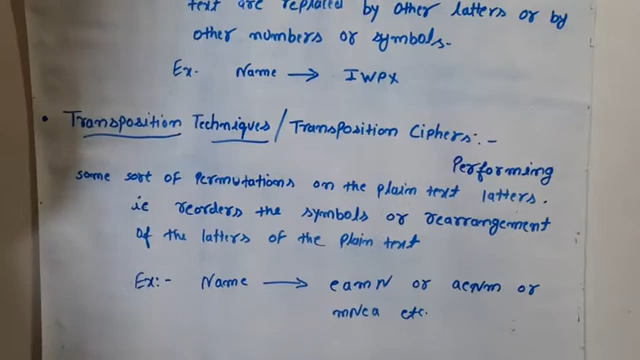 text are replaced by other latters or by
other numbers or symbols.
Ex- Name → IWPX
• Transposition Techniques / Transposition Ciphers:-
Performing
some sort of permutations on the plain text latters.
ie reorders the symbols or rearrangement
of the latters of the plain text
Ex:- Name → eamN or aeNm or
mNea etc.